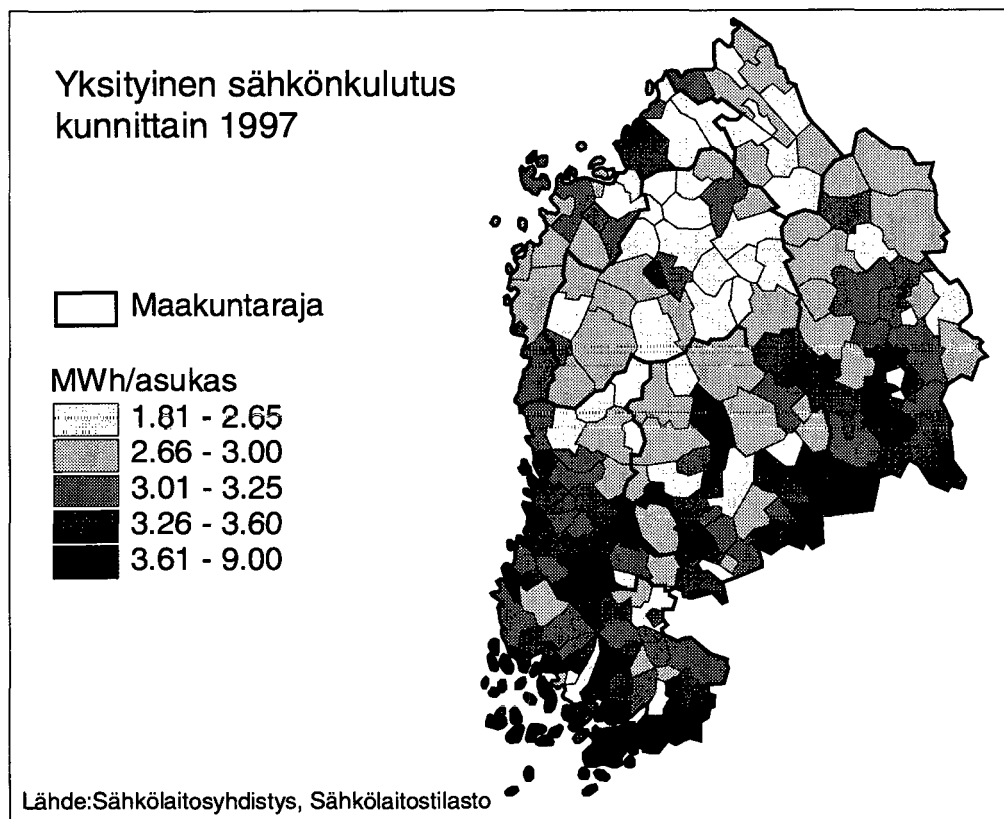 Yksityinen sähkönkulutus
kunnittain 1997
Maakuntaraja
MWh/asukas
1.81 - 2.65
2.66 - 3.00
3.01 - 3.25
3.26 - 3.60
3.61 - 9.00
Lähde:Sähkölaitosyhdistys, Sähkölaitostilasto